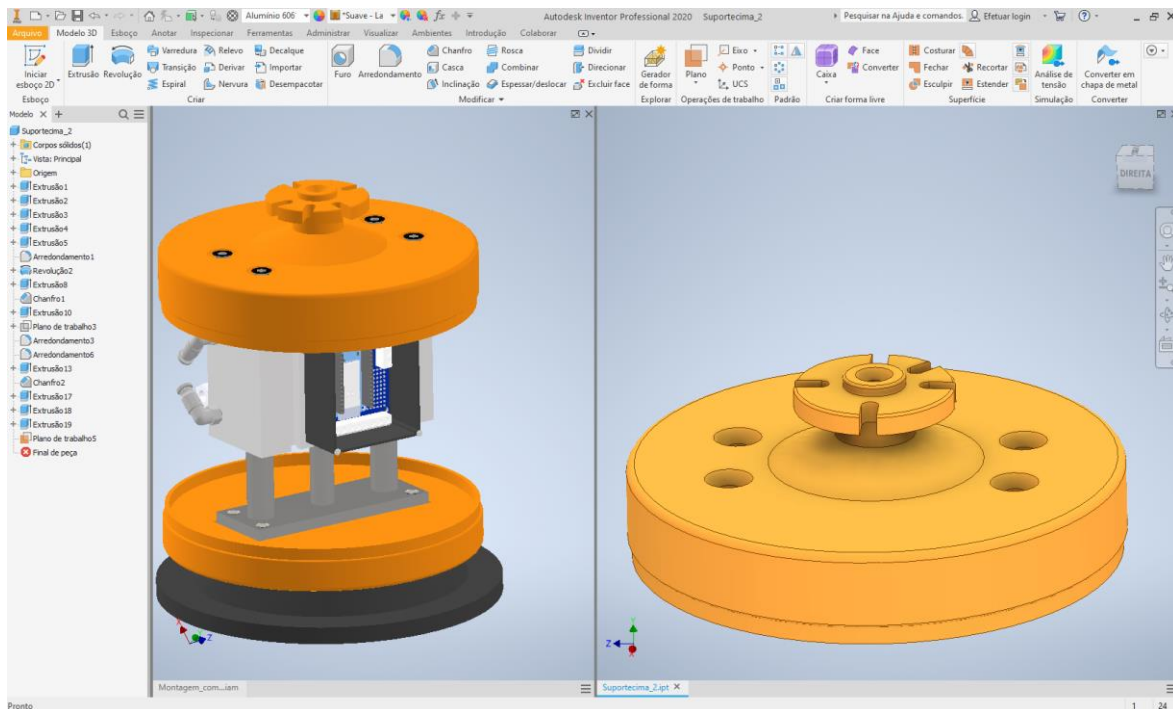 Alumínio 606
*Suave - La
Autodesk Inventor Professional 2020 Suportecima_2
Pesquisar na Ajuda e comandos.
Efetuar login
Arquivo Modelo 3D Esboço Anotar Inspecionar Ferramentas Administrar Visualizar Ambientes Introdução Colaborar
Iniciar
esboço 2D
Extrusão
Revolução
Varredura Relevo Decalque
Transição Derivar Importar
Espiral Nervura Desempacotar
Furo
Arredondamento
Chanfro Rosca Dividir
Casca Combinar Direcionar
Inclinação Espessar/deslocar Excluir face
Gerador
de forma
Plano
Eixo
Ponto
UCS
Caixa
Face
Converter
Costurar
Fechar Recortar
Esculpir Estender
Análise de
tensão
Converter em
chapa de metal
Esboço Criar Modificar Explorar Operações de trabalho Padrão Criar forma livre Superfície Simulação Converter
Modelo
Suportecima_2
Corpos sólidos(1)
Vista: Principal
Origem
Extrusão1
Extrusão2
Extrusão3
Extrusão4
Extrusão5
Arredondamento1
Revolução2
Extrusão8
Chanfro1
Extrusão10
Plano de trabalho3
Arredondamento3
Arredondamento6
Extrusão13
Chanfro2
Extrusão17
Extrusão18
Extrusão19
Plano de trabalho5
Final de peça
DIREITA
X
Y
Z
Y
Z
X
Montagem_com...iam
Suportecima_2.ipt
Pronto
1 24